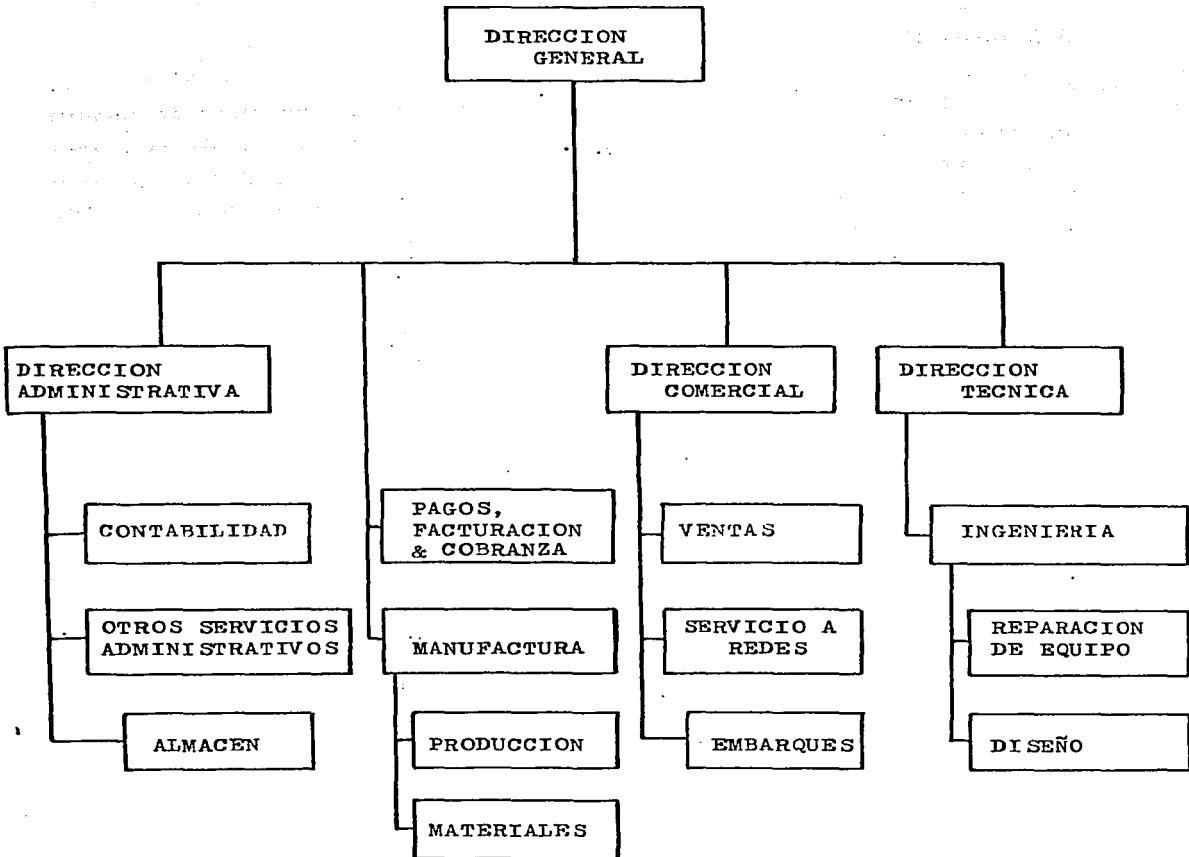 DIRECCION
GENERAL
DIRECCION
ADMINISTRATIVA
DIRECCION
COMERCIAL
DIRECCION
TECNICA
CONTABILIDAD
OTROS SERVICIOS
ADMINISTRATIVOS
ALMACEN
PAGOS,
FACTURACION
& COBRANZA
MANUFACTURA
PRODUCCION
MATERIALES
VENTAS
SERVICIO A
REDES
EMBARQUES
INGENIERIA
REPARACION
DE EQUIPO
DISEÑO